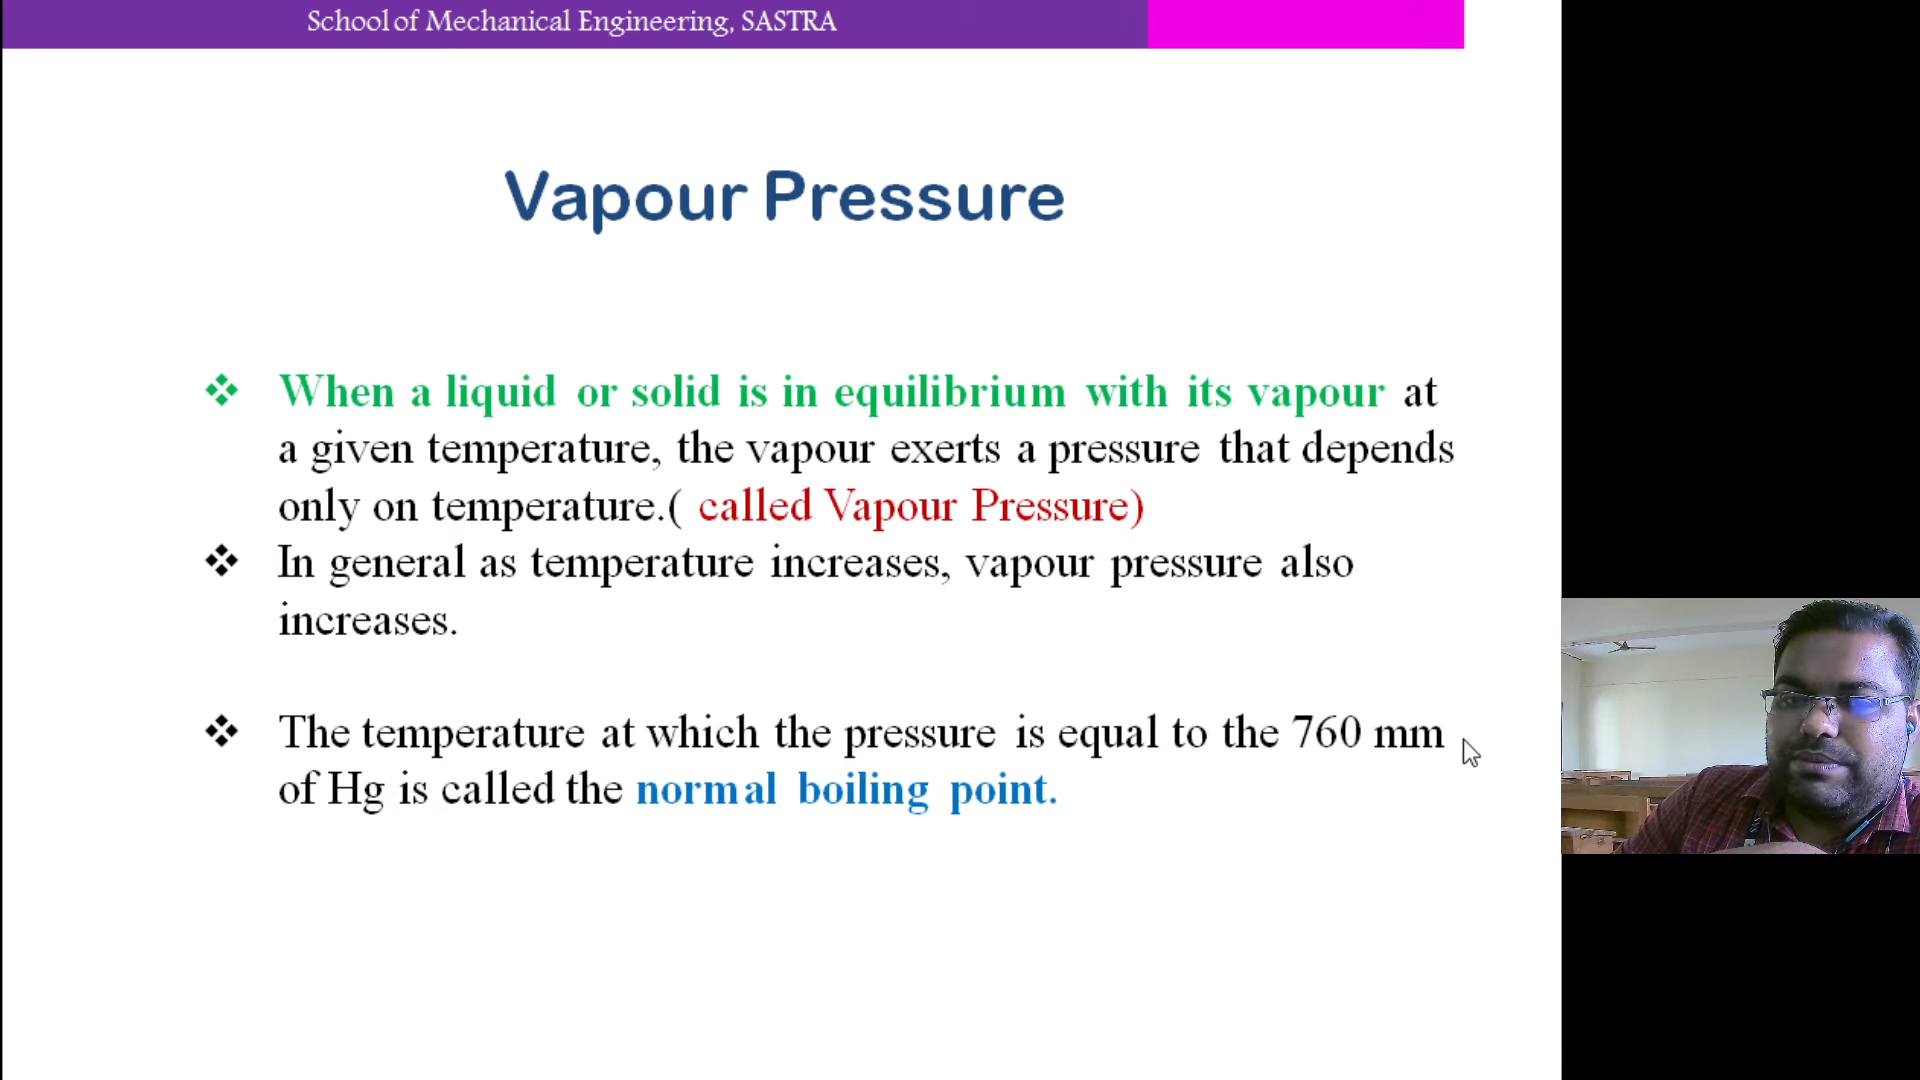 School of Mechanical Engineering, SASTRA
Vapour Pressure
When a liquid or solid is in equilibrium with its vapour at
a given temperature, the vapour exerts a pressure that depends
only on temperature.( called Vapour Pressure)
In general as temperature increases, vapour pressure also
increases.
The temperature at which the pressure is equal to the 760 mm
of Hg is called the normal boiling point.
SAS